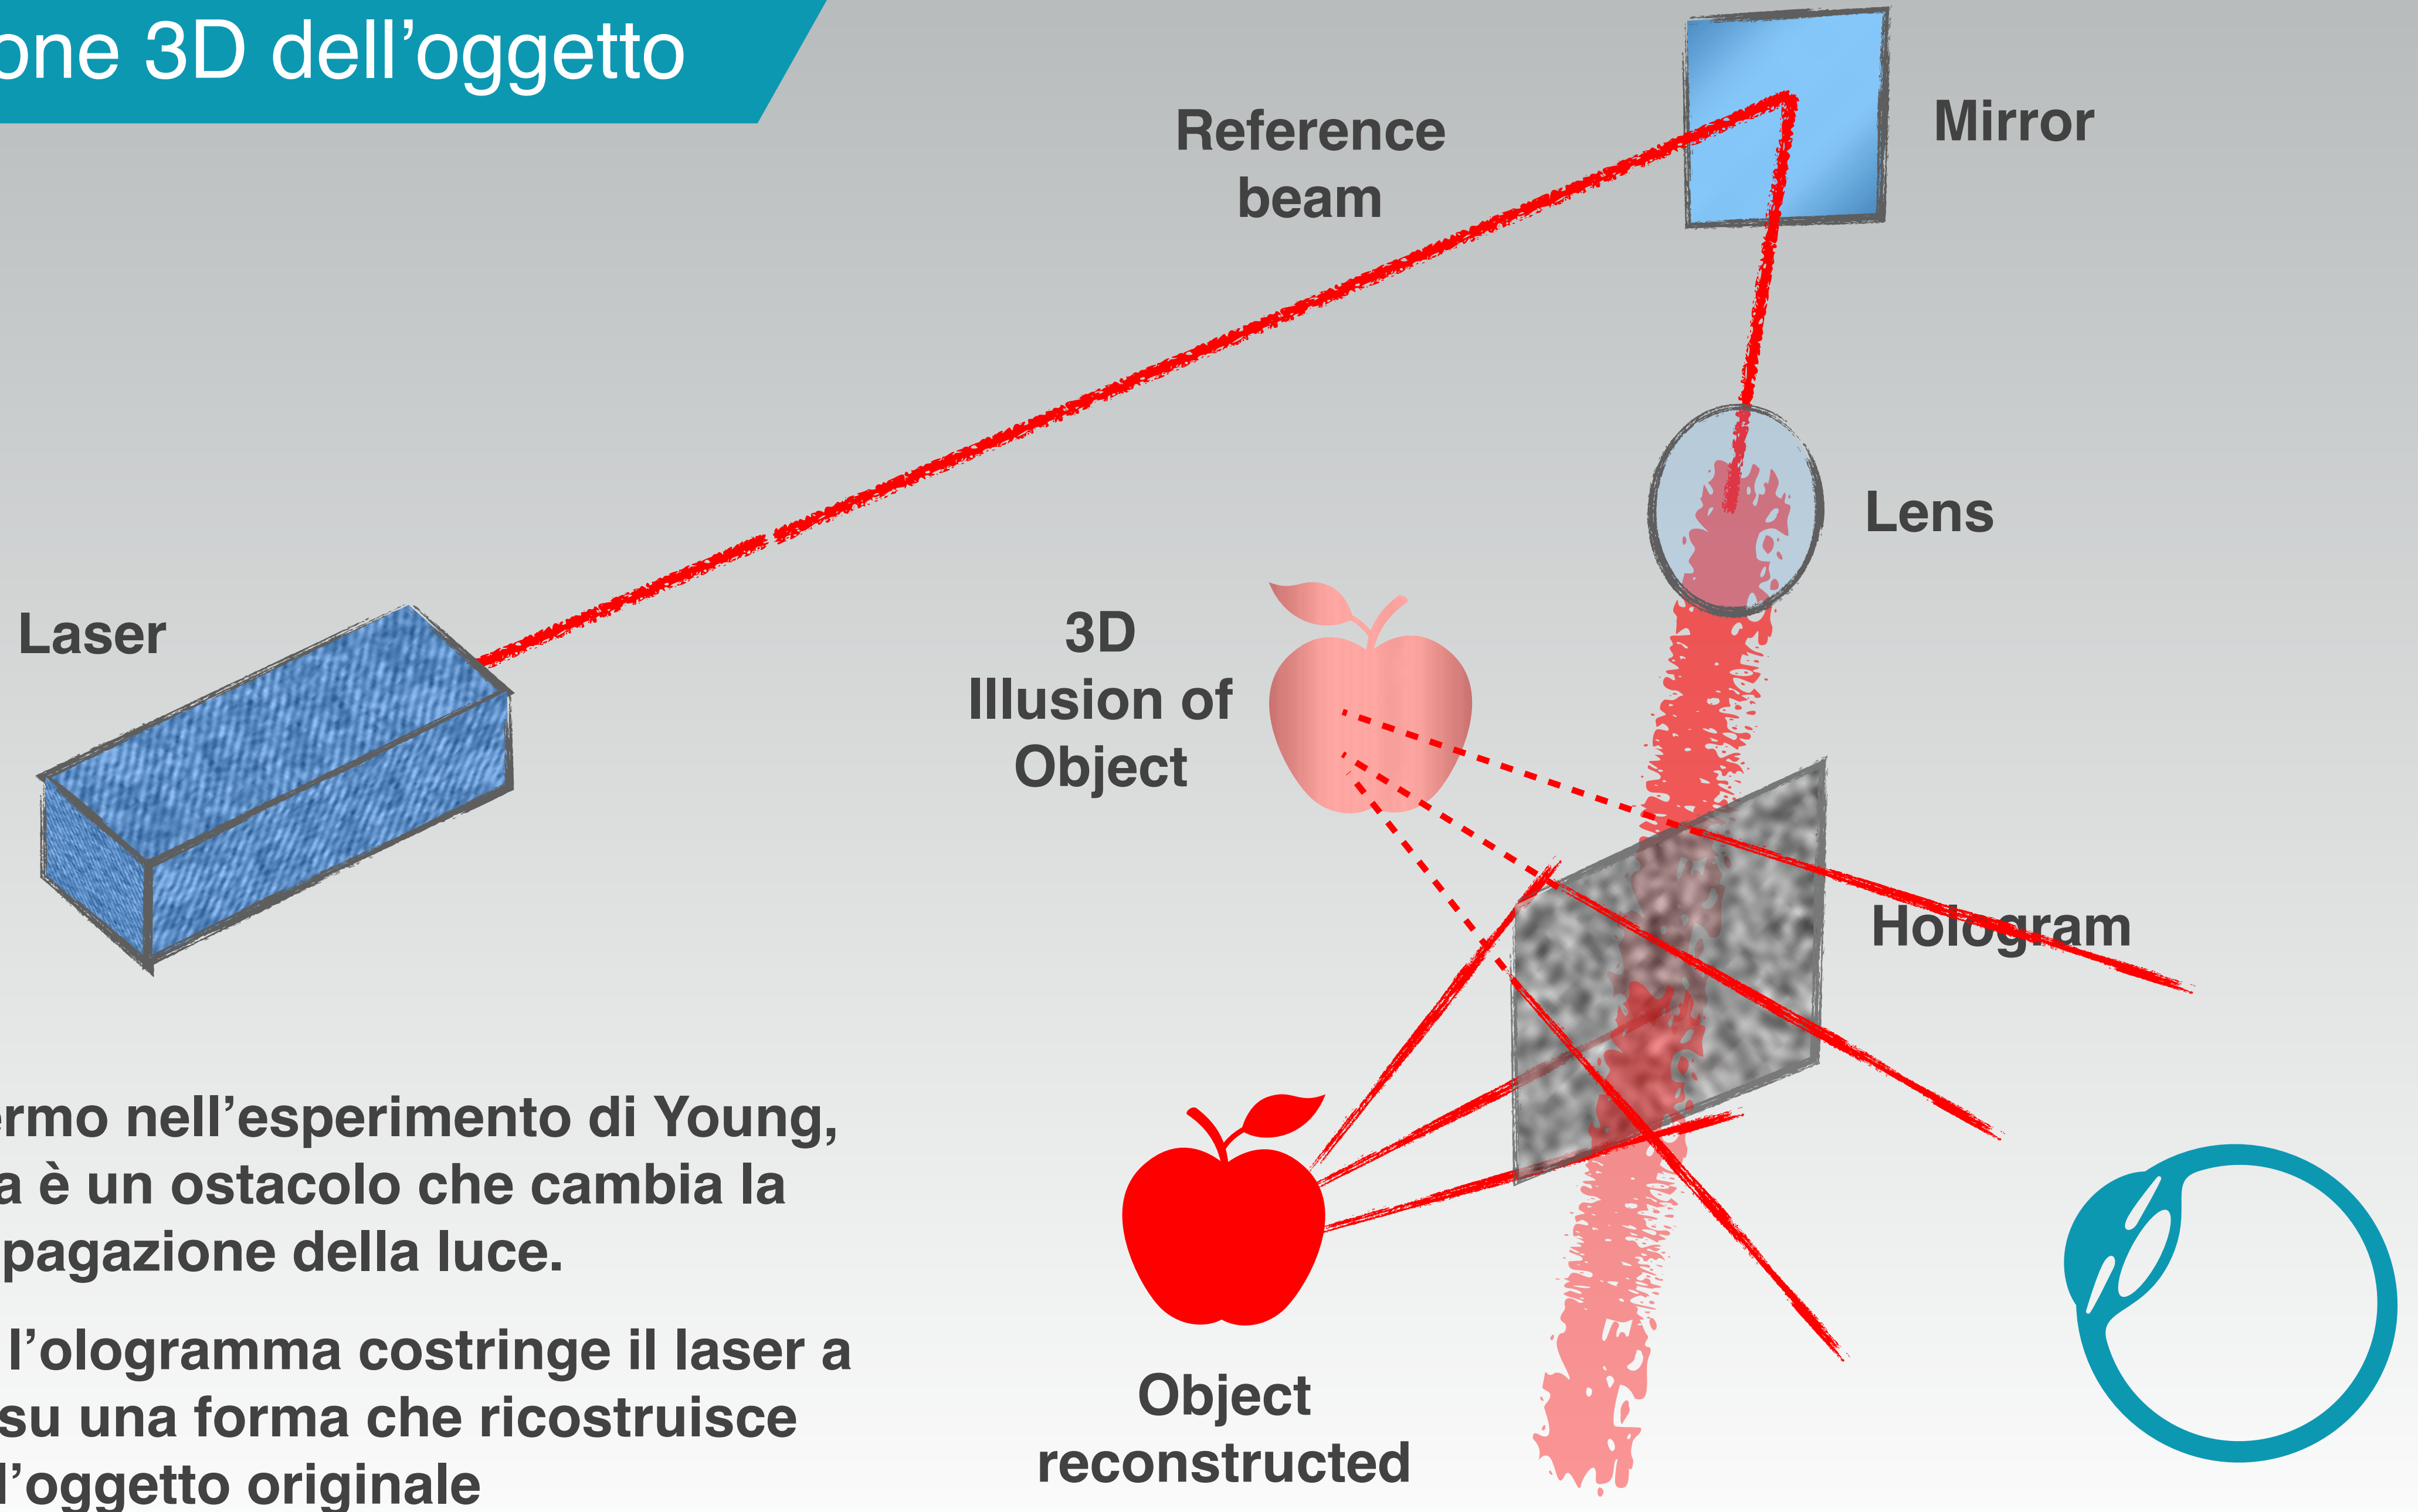 one 3D dell’oggetto
Reference
beam
Mirror
Lens
Laser
3D
Illusion of
Object
Hologram
ermo nell’esperimento di Young,
a è un ostacolo che cambia la
pagazione della luce.
l’ologramma costringe il laser a
su una forma che ricostruisce
l’oggetto originale
Object
reconstructed